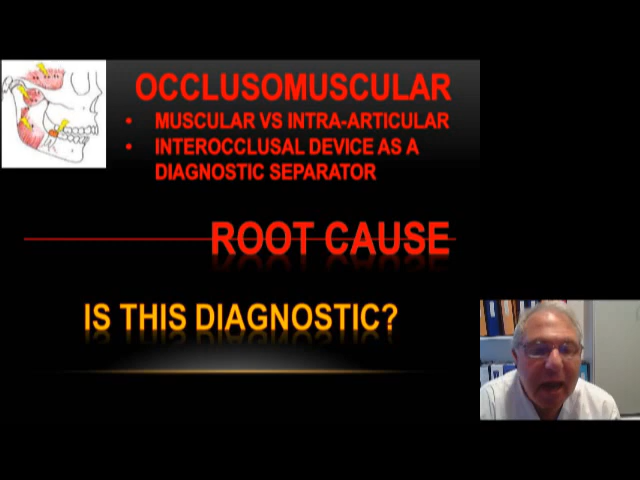 OCCLUSOMUSCULAR
• MUSCULAR VS INTRA-ARTICULAR
• INTEROCCLUSAL DEVICE AS A
DIAGNOSTIC SEPARATOR
ROOT CAUSE
IS THIS DIAGNOSTIC?